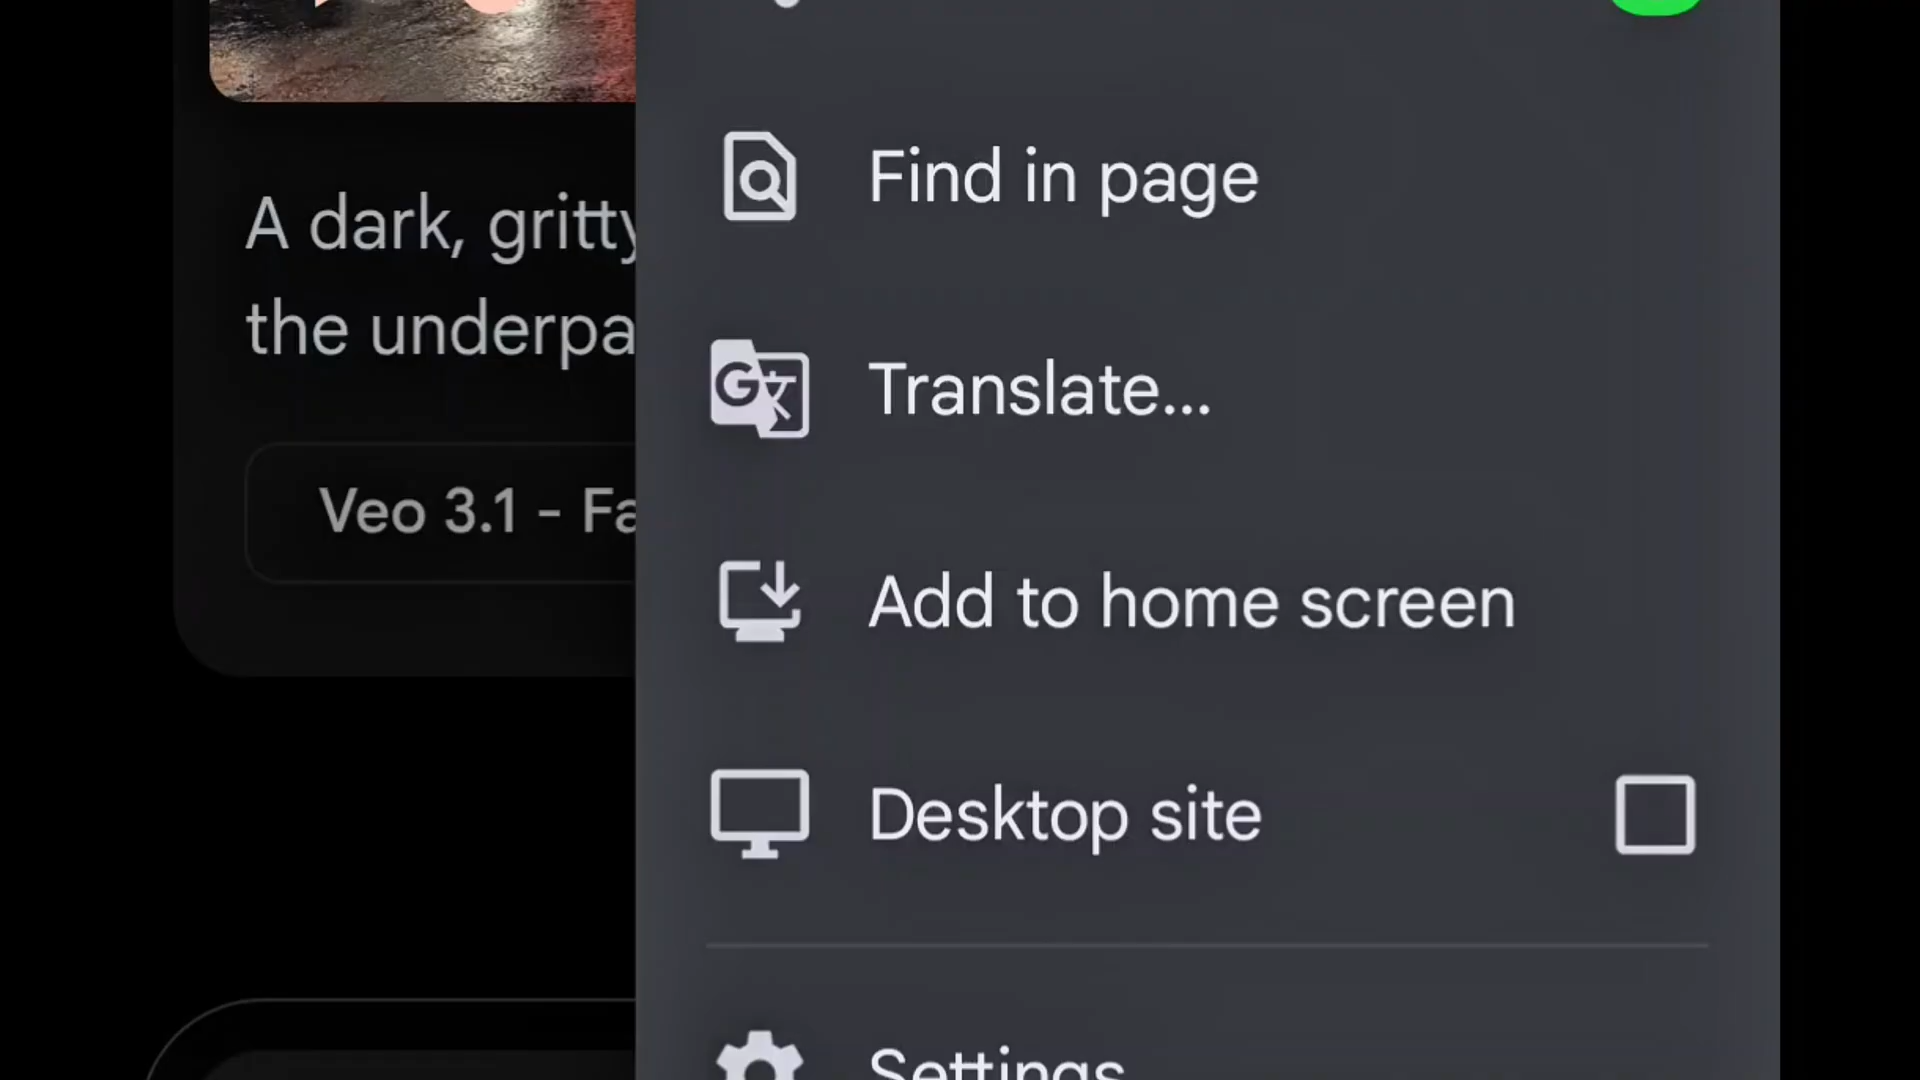 A dark, gritty
the underpa
Veo 3.1 - Fa
Find in page
Translate...
Add to home screen
Desktop site
Settings